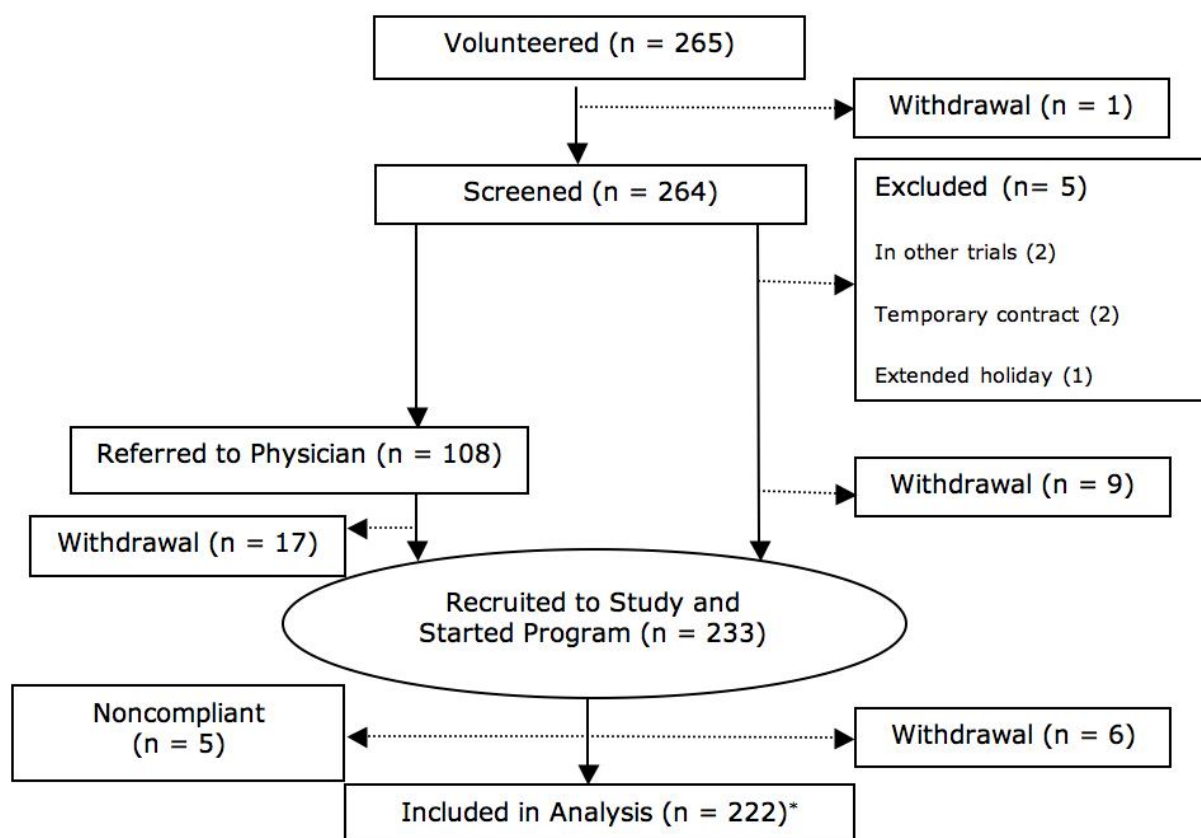 Volunteered (n = 265)
Withdrawal (n = 1)
Screened (n = 264)
Excluded (n= 5)
In other trials (2)
Temporary contract (2)
Extended holiday (1)
Referred to Physician (n = 108)
Withdrawal (n = 9)
Withdrawal (n = 17)
Recruited to Study and
Started Program (n = 233)
Noncompliant
(n = 5)
Withdrawal (n = 6)
Included in Analysis (n = 222)*